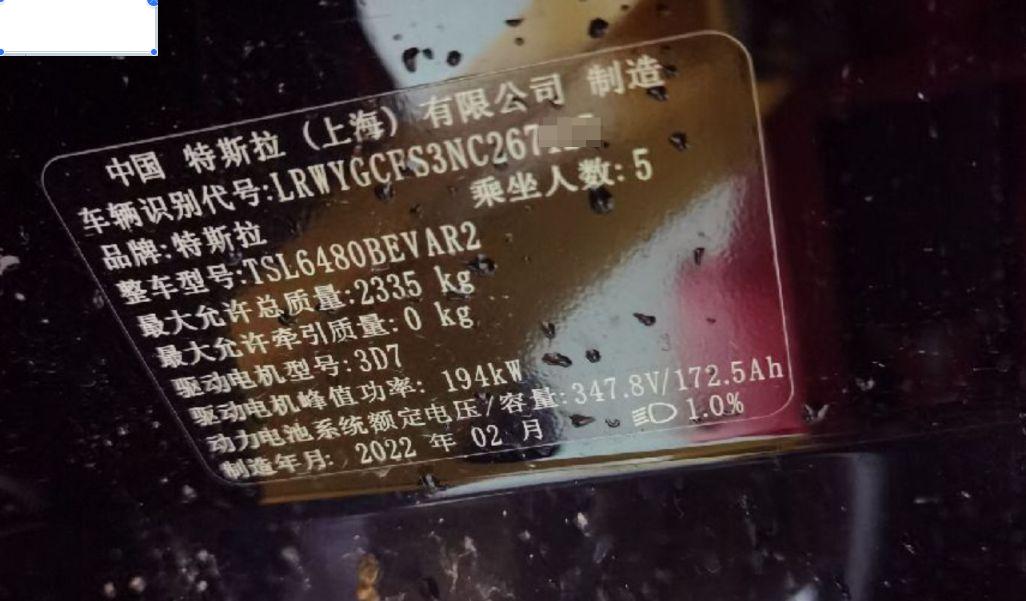 中国 特斯拉（上海）有限公司 制造
车辆识别代号:LRWYGCFS3NC267
品牌:特斯拉 乘坐人数:5
整车型号:TSL6480BEVAR2
最大允许总质量:2335 kg
最大允许牵引质量:0 kg
驱动电机型号:3D7
驱动电机峰值功率: 194kW
动力电池系统额定电压/容量:347.8V/172.5Ah
制造年月: 2022 年 02 月 1.0%